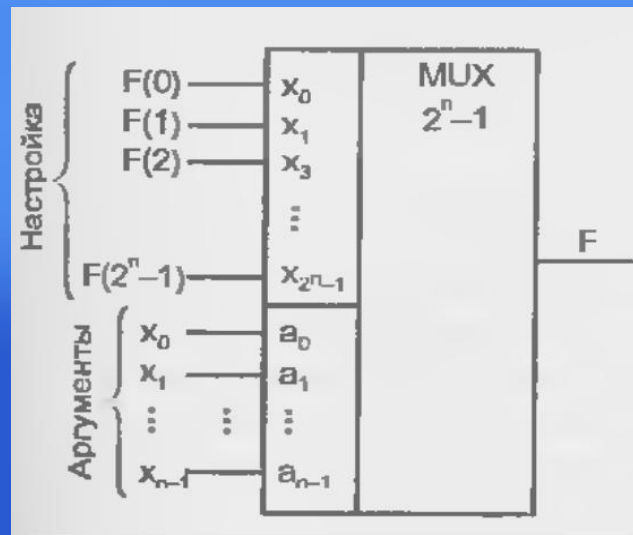 Настройка
F(0) x₀ MUX
F(1) x₁ 2ⁿ–1
F(2) x₃
...
F
F(2ⁿ–1) x₂ⁿ₋₁
Аргументы
x₀ a₀
x₁ a₁
... ... ...
xₙ₋₁ aₙ₋₁